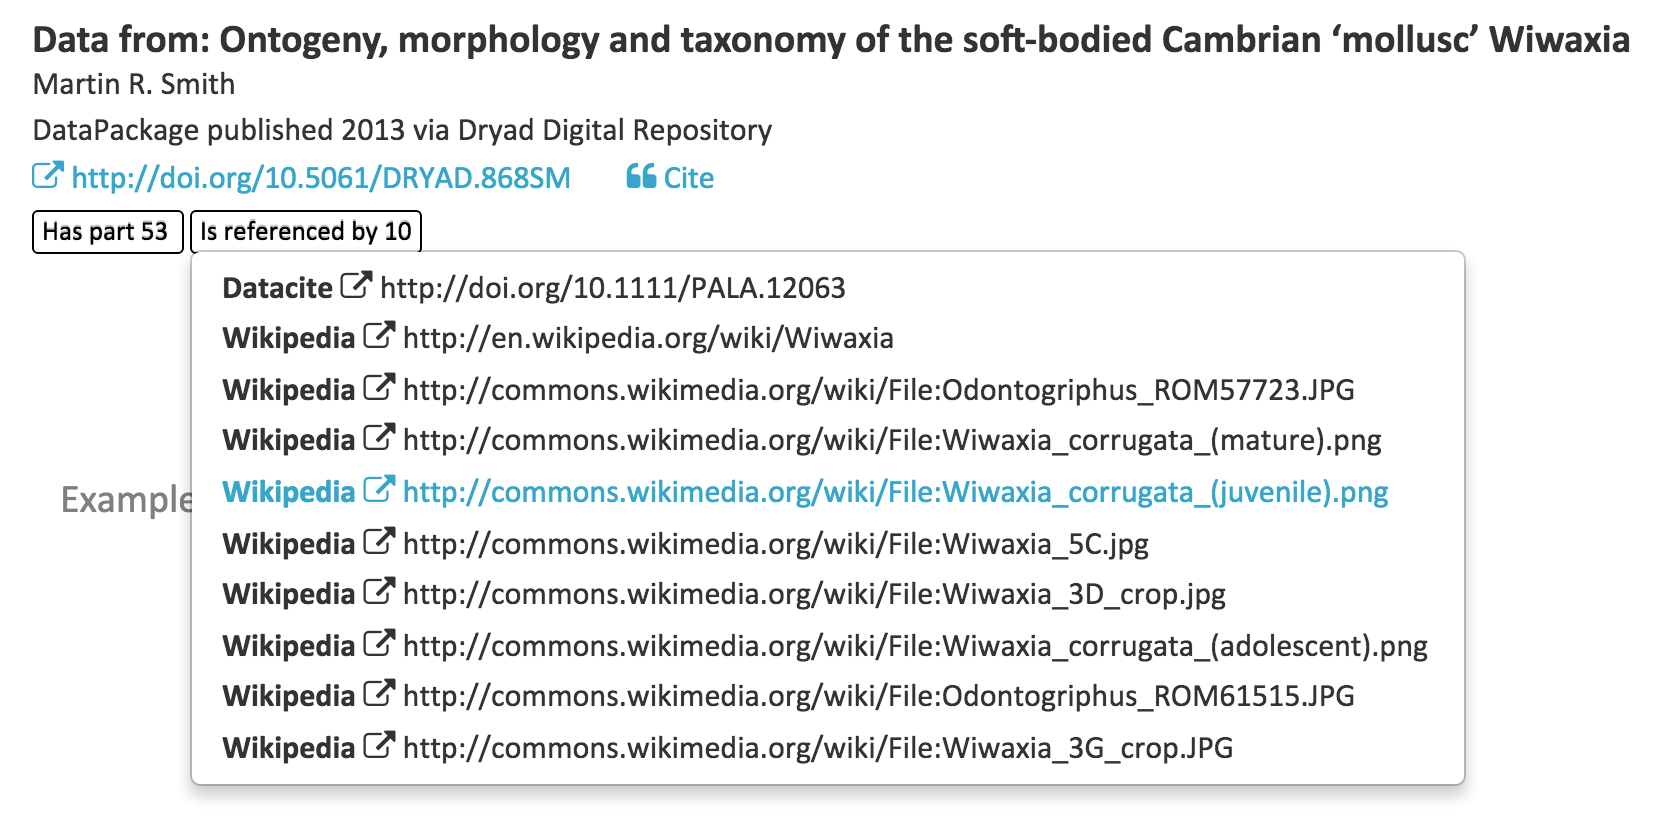 Data from: Ontogeny, morphology and taxonomy of the soft-bodied Cambrian ‘mollusc’ Wiwaxia
Martin R. Smith
DataPackage published 2013 via Dryad Digital Repository
http://doi.org/10.5061/DRYAD.868SM Cite
Has part 53 Is referenced by 10
Datacite http://doi.org/10.1111/PALA.12063
Wikipedia http://en.wikipedia.org/wiki/Wiwaxia
Wikipedia http://commons.wikimedia.org/wiki/File:Odontogriphus_ROM57723.JPG
Wikipedia http://commons.wikimedia.org/wiki/File:Wiwaxia_corrugata_(mature).png
Example Wikipedia http://commons.wikimedia.org/wiki/File:Wiwaxia_corrugata_(juvenile).png
Wikipedia http://commons.wikimedia.org/wiki/File:Wiwaxia_5C.jpg
Wikipedia http://commons.wikimedia.org/wiki/File:Wiwaxia_3D_crop.jpg
Wikipedia http://commons.wikimedia.org/wiki/File:Wiwaxia_corrugata_(adolescent).png
Wikipedia http://commons.wikimedia.org/wiki/File:Odontogriphus_ROM61515.JPG
Wikipedia http://commons.wikimedia.org/wiki/File:Wiwaxia_3G_crop.JPG